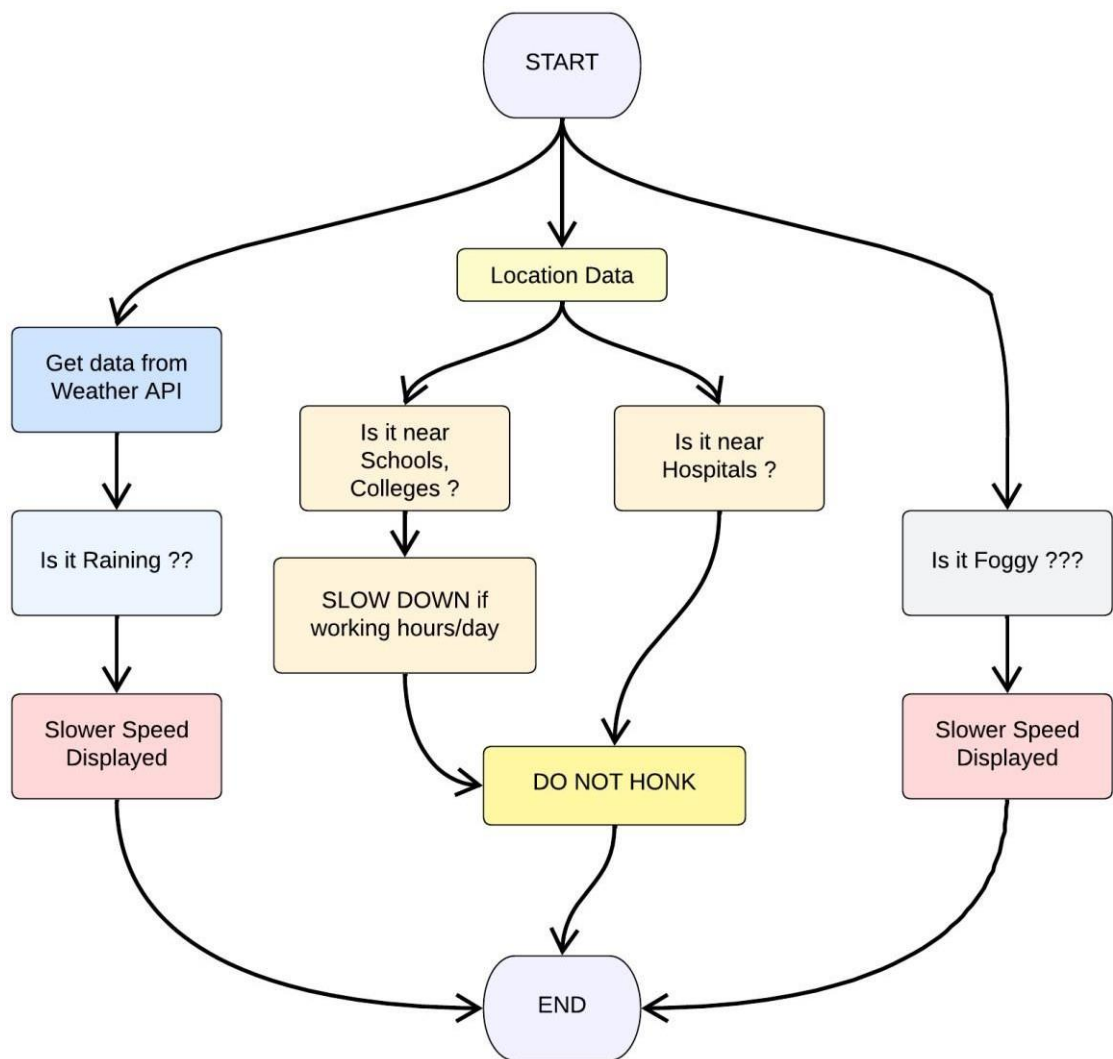 START
Location Data
Get data from
Weather API
Is it near
Schools,
Colleges ?
Is it near
Hospitals ?
Is it Raining ??
Is it Foggy ???
SLOW DOWN if
working hours/day
Slower Speed
Displayed
Slower Speed
Displayed
DO NOT HONK
END